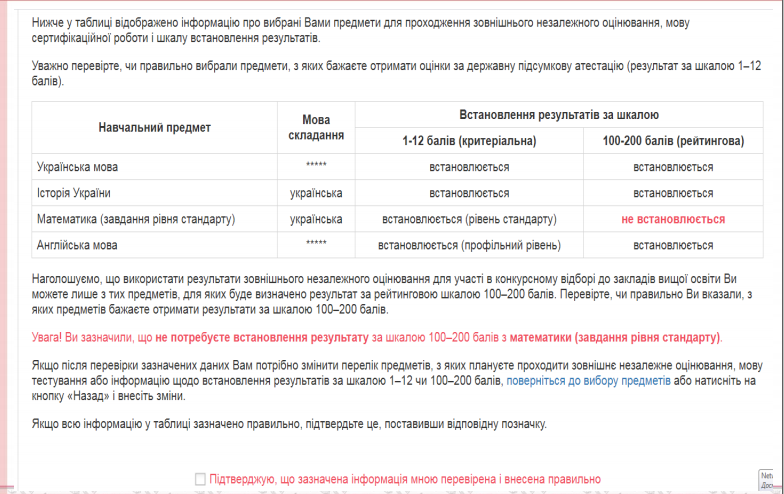 Нижче у таблиці відображено інформацію про вибрані Вами предмети для проходження зовнішнього незалежного оцінювання, мову
сертифікаційної роботи і шкалу встановлення результатів.
Уважно перевірте, чи правильно вибрали предмети, з яких бажаєте отримати оцінки за державну підсумкову атестацію (результат за шкалою 1–12
балів).
Навчальний предмет
Мова складання
Встановлення результатів за шкалою
1-12 балів (критеріальна)
100-200 балів (рейтингова)
Українська мова ***** встановлюється встановлюється
Історія України українська встановлюється встановлюється
Математика (завдання рівня стандарту) українська встановлюється (рівень стандарту) не встановлюється
Англійська мова ***** встановлюється (профільний рівень) встановлюється
Наголошуємо, що використати результати зовнішнього незалежного оцінювання для участі в конкурсному відборі до закладів вищої освіти Ви
можете лише з тих предметів, для яких буде визначено результат за рейтинговою шкалою 100–200 балів. Перевірте, чи правильно Ви вказали, з
яких предметів бажаєте отримати результати за шкалою 100–200 балів.
Увага! Ви зазначили, що не потребуєте встановлення результату за шкалою 100–200 балів з математики (завдання рівня стандарту).
Якщо після перевірки зазначених даних Вам потрібно змінити перелік предметів, з яких плануєте проходити зовнішнє незалежне оцінювання, мову
тестування або інформацію щодо встановлення результатів за шкалою 1–12 чи 100–200 балів, поверніться до вибору предметів або натисніть на
кнопку «Назад» і внесіть зміни.
Якщо всю інформацію у таблиці зазначено правильно, підтвердьте це, поставивши відповідну позначку.
Підтверджую, що зазначена інформація мною перевірена і внесена правильно